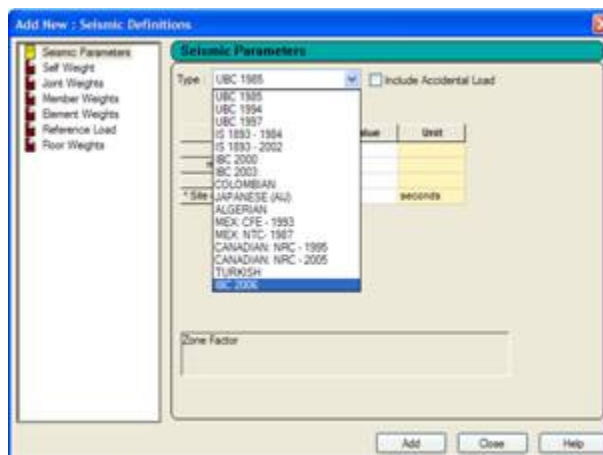 Add New : Seismic Definitions
Seismic Parameters
Self Weight
Joint Weights
Member Weights
Element Weights
Reference Load
Floor Weights
Seismic Parameters
Type : UBC 1985
Include Accidental Load
UBC 1985
UBC 1994
UBC 1997
IS 1893 - 1984
IS 1893 - 2002
IBC 2000
IBC 2003
COLOMBIAN
JAPANESE (AIJ)
ALGERIAN
MEX: CFE - 1993
MEX: NTC- 1987
CANADIAN: NRC - 1995
CANADIAN: NRC - 2005
TURKISH
IBC 2006
alue Unit
* Site seconds
Zone Factor
Add Close Help